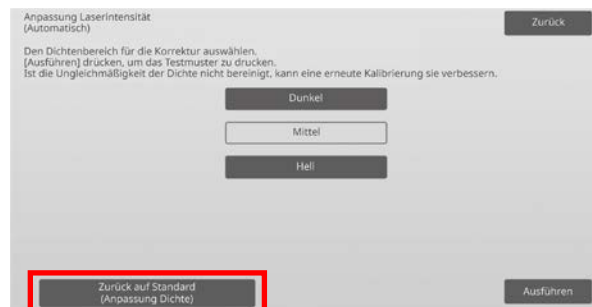 Anpassung Laserintensität
(Automatisch)
Zurück
Den Dichtenbereich für die Korrektur auswählen.
[Ausführen] drücken, um das Testmuster zu drucken.
Ist die Ungleichmäßigkeit der Dichte nicht bereinigt, kann eine erneute Kalibrierung sie verbessern.
Dunkel
Mittel
Hell
Zurück auf Standard
(Anpassung Dichte)
Ausführen